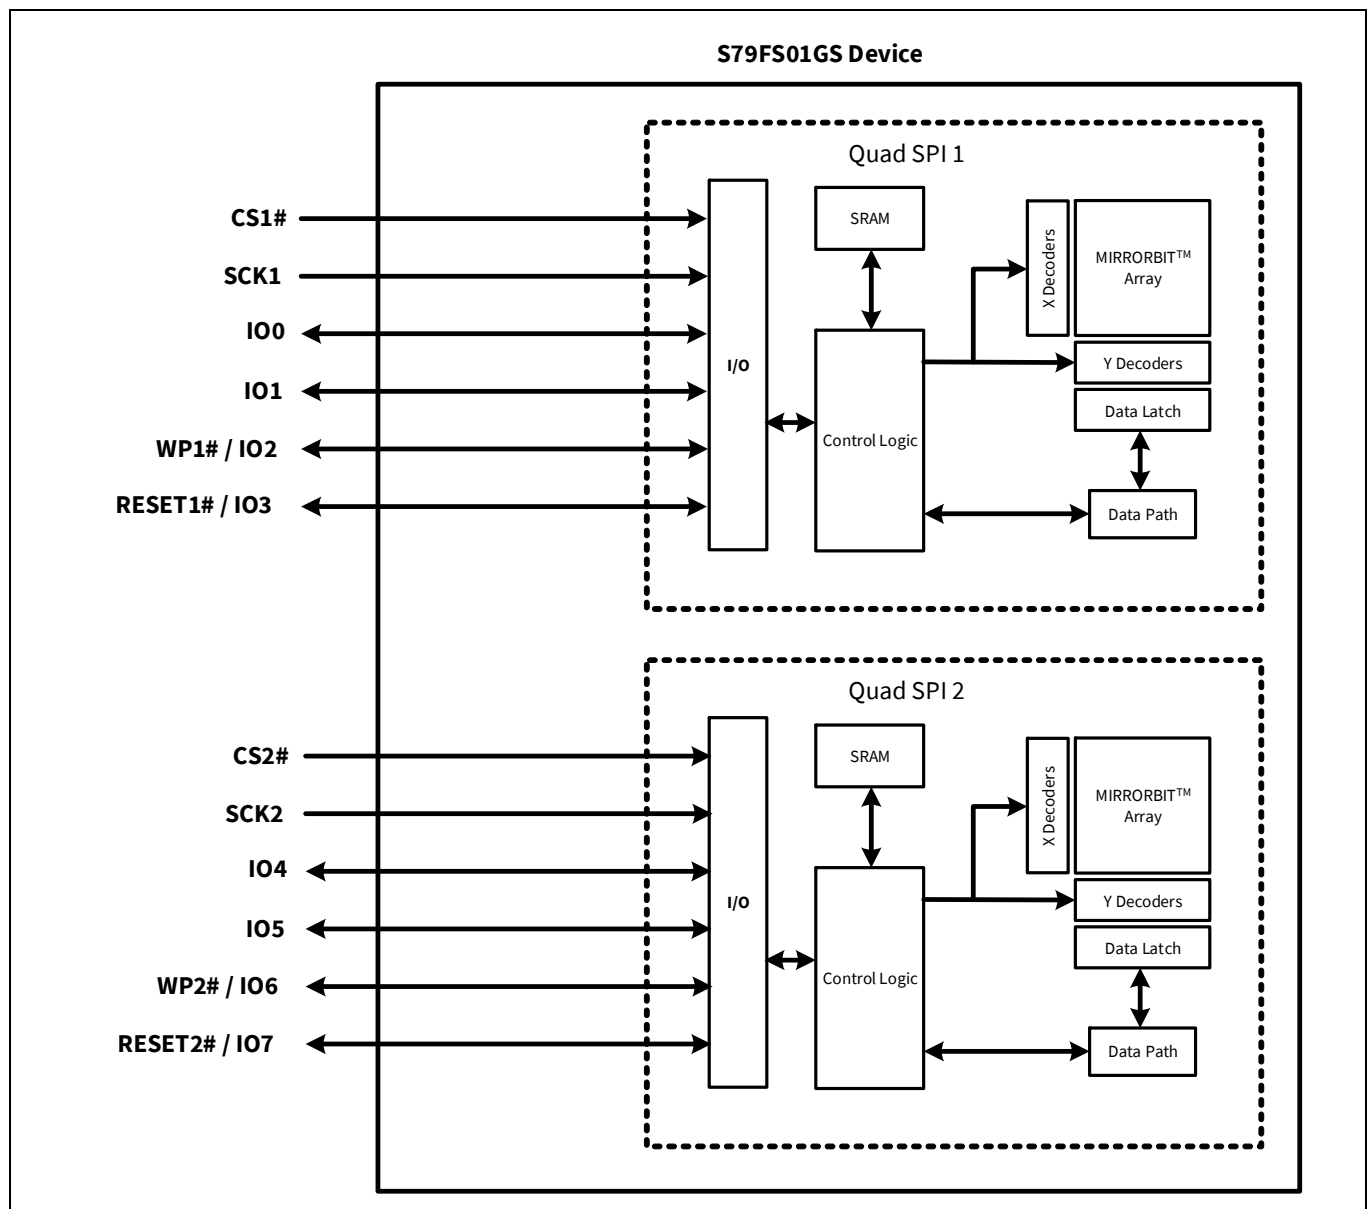 S79FS01GS Device
Quad SPI 1
CS1#
SCK1
IO0
IO1
WP1# / IO2
RESET1# / IO3
I/O
SRAM
Control Logic
X Decoders
MIRRORBIT™
Array
Y Decoders
Data Latch
Data Path
Quad SPI 2
CS2#
SCK2
IO4
IO5
WP2# / IO6
RESET2# / IO7
I/O
SRAM
Control Logic
X Decoders
MIRRORBIT™
Array
Y Decoders
Data Latch
Data Path